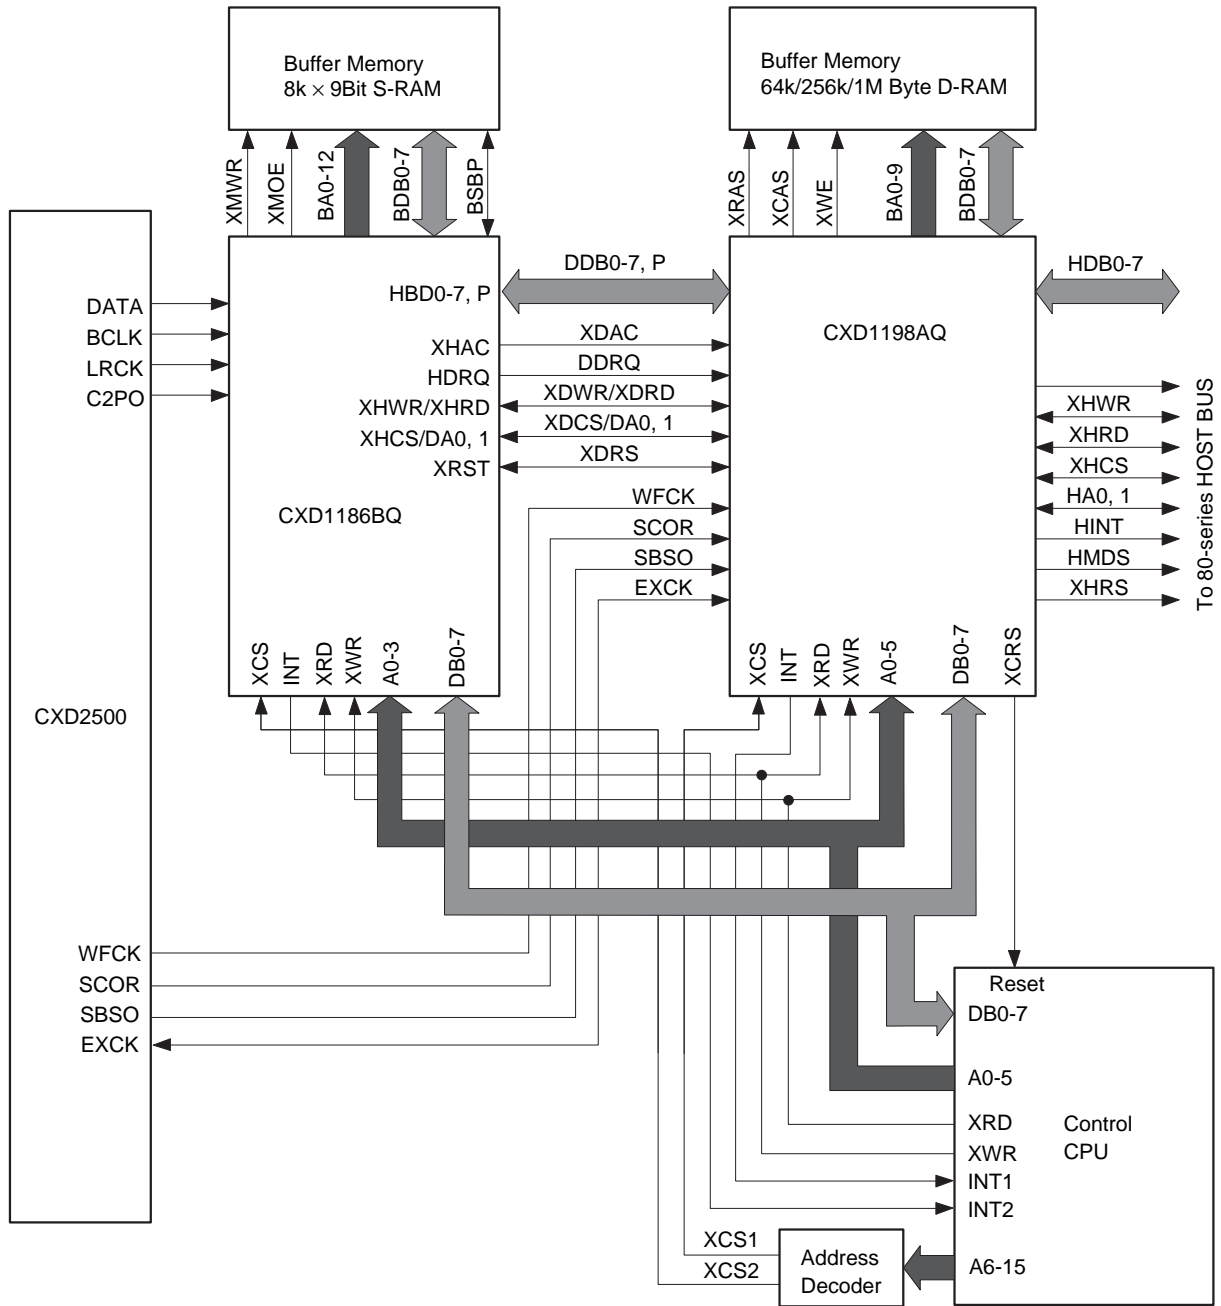 Buffer Memory
8k × 9Bit S-RAM
Buffer Memory
64k/256k/1M Byte D-RAM
XMWR
XMOE
BA0-12
BDB0-7
BSBP
XRAS
XCAS
XWE
BA0-9
BDB0-7
DATA
BCLK
LRCK
C2PO
HBD0-7, P
DDB0-7, P
HDB0-7
CXD1198AQ
XHAC
XDAC
HDRQ
DDRQ
XHWR/XHRD
XDWR/XDRD
XHCS/DA0, 1
XDCS/DA0, 1
XRST
XDRS
CXD1186BQ
WFCK
SCOR
SBSO
EXCK
XHWR
XHRD
XHCS
HA0, 1
HINT
HMDS
XHRS
To 80-series HOST BUS
XCS
INT
XRD
XWR
A0-3
DB0-7
XCS
INT
XRD
XWR
A0-5
DB0-7
XCRS
CXD2500
WFCK
SCOR
SBSO
EXCK
Reset
DB0-7
A0-5
XRD
XWR
INT1
INT2
A6-15
Control
CPU
XCS1
XCS2
Address
Decoder